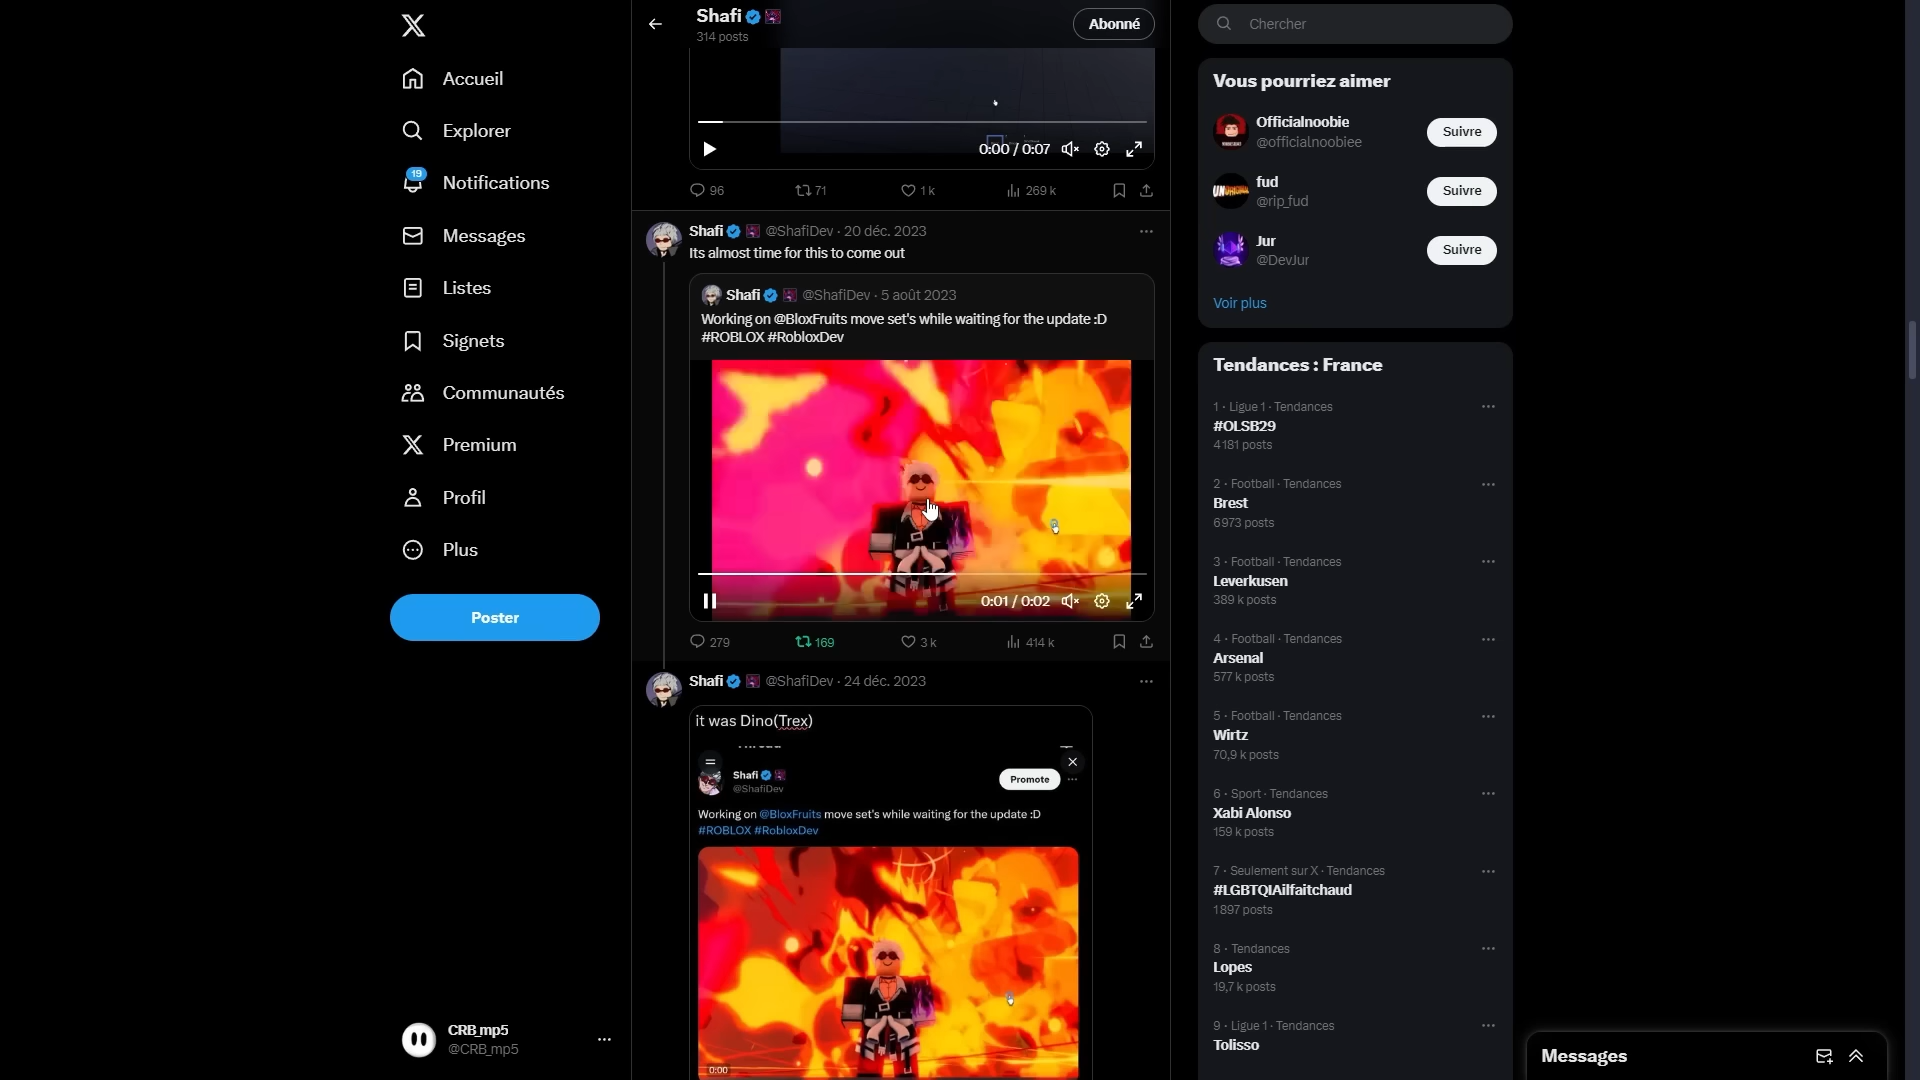 Accueil
Explorer
19
Notifications
Messages
Listes
Signets
Communautés
Premium
Profil
Plus
Poster
CRB_mp5
@CRB_mp5
Shafi
314 posts
Abonné
0:00 / 0:07
96
71
1 k
269 k
Shafi @ShafiDev · 20 déc. 2023
Its almost time for this to come out
Shafi @ShafiDev · 5 août 2023
Working on @BloxFruits move set's while waiting for the update :D
#ROBLOX #RobloxDev
0:01 / 0:02
279
169
3 k
414 k
Shafi @ShafiDev · 24 déc. 2023
it was Dino(Trex)
Shafi
@ShafiDev
Promote
Working on @BloxFruits move set's while waiting for the update :D
#ROBLOX #RobloxDev
0:00
Chercher
Vous pourriez aimer
Officialnoobie
@officialnoobiee
Suivre
fud
@rip_fud
Suivre
Jur
@DevJur
Suivre
Voir plus
Tendances : France
1 · Ligue 1 · Tendances
#OLSB29
4 181 posts
2 · Football · Tendances
Brest
6 973 posts
3 · Football · Tendances
Leverkusen
389 k posts
4 · Football · Tendances
Arsenal
577 k posts
5 · Football · Tendances
Wirtz
70,9 k posts
6 · Sport · Tendances
Xabi Alonso
159 k posts
7 · Seulement sur X · Tendances
#LGBTQIAilfaitchaud
1 897 posts
8 · Tendances
Lopes
19,7 k posts
9 · Ligue 1 · Tendances
Tolisso
Messages